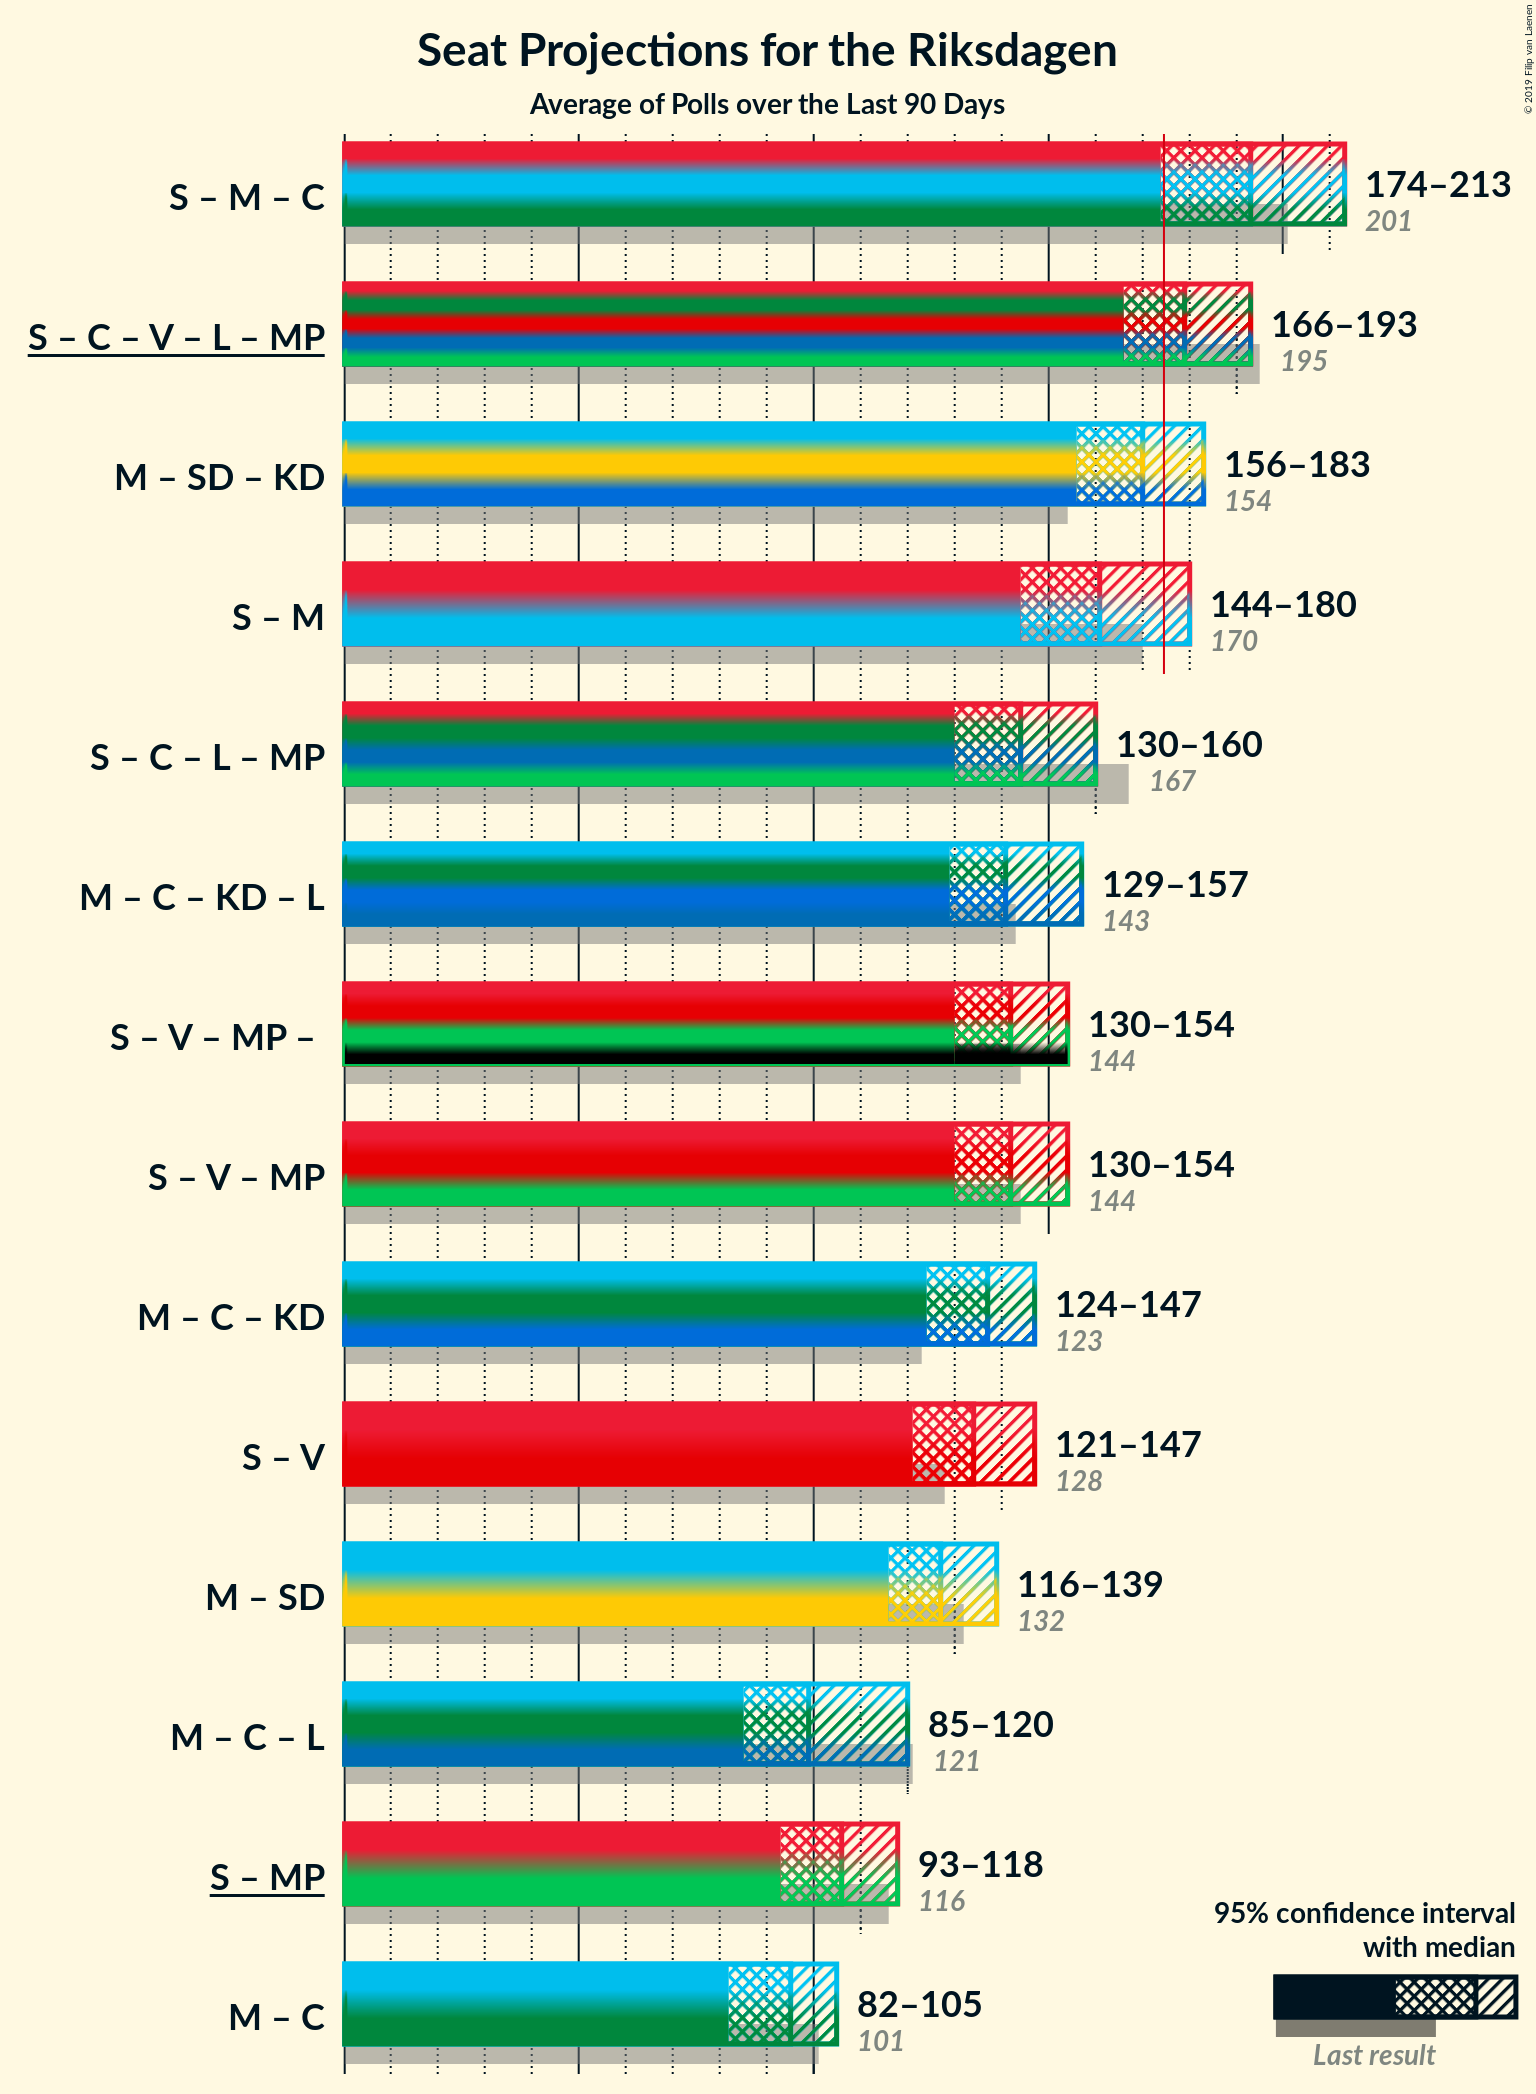 Seat Projections for the Riksdagen
Average of Polls over the Last 90 Days
© 2019 Filip van Laenen
S – M – C
174–213
201
S – C – V – L – MP
166–193
195
M – SD – KD
156–183
154
S – M
144–180
170
S – C – L – MP
130–160
167
M – C – KD – L
129–157
143
S – V – MP –
130–154
144
S – V – MP
130–154
144
M – C – KD
124–147
123
S – V
121–147
128
M – SD
116–139
132
M – C – L
85–120
121
S – MP
93–118
116
M – C
82–105
101
95% confidence interval
with median
Last result